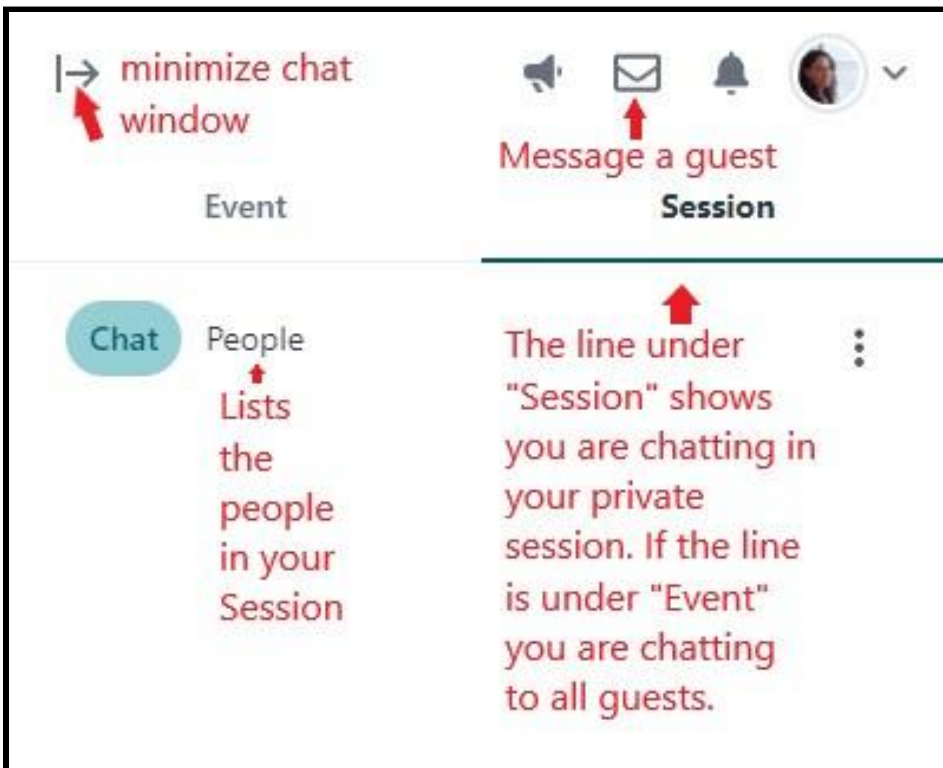 minimize chat
window
Message a guest
Event
Session
Chat
People
Lists
the
people
in your
Session
The line under
"Session" shows
you are chatting in
your private
session. If the line
is under "Event"
you are chatting
to all guests.